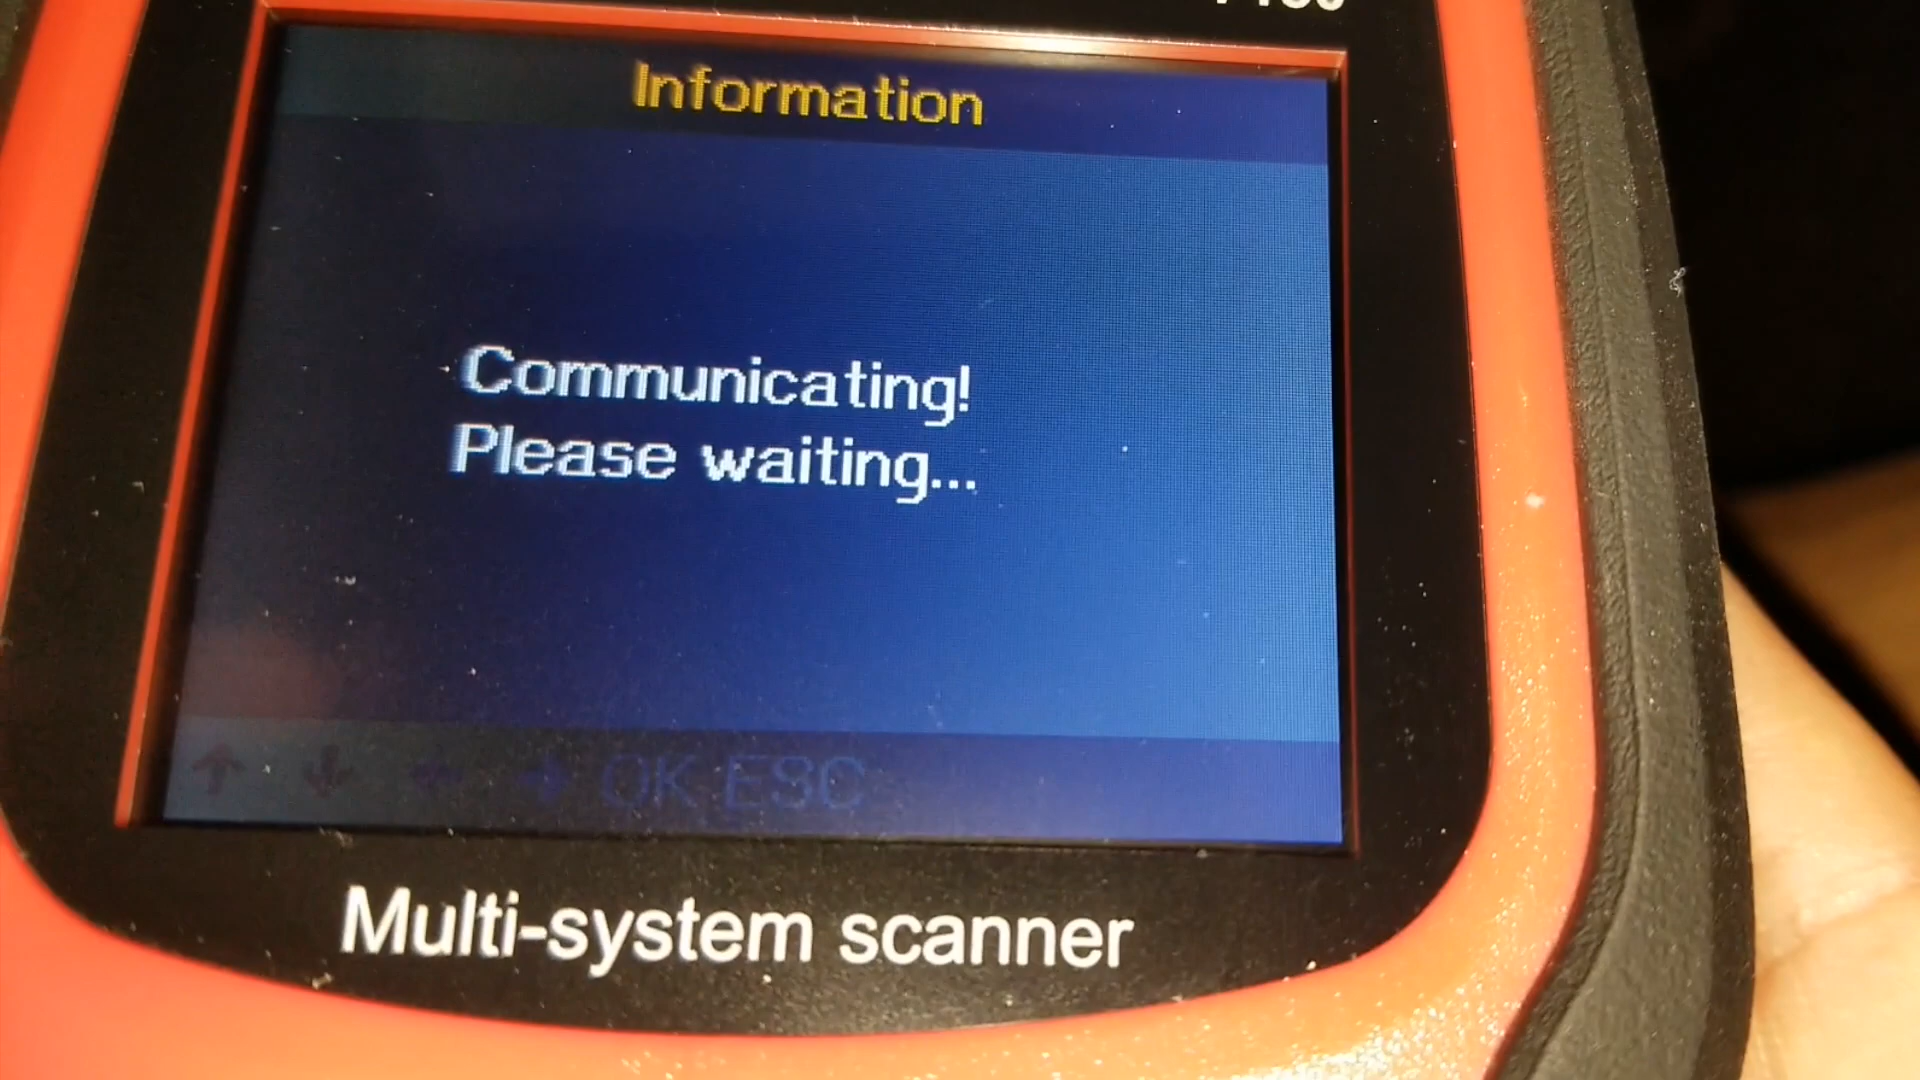 Information
Communicating!
Please waiting...
OK ESC
Multi-system scanner